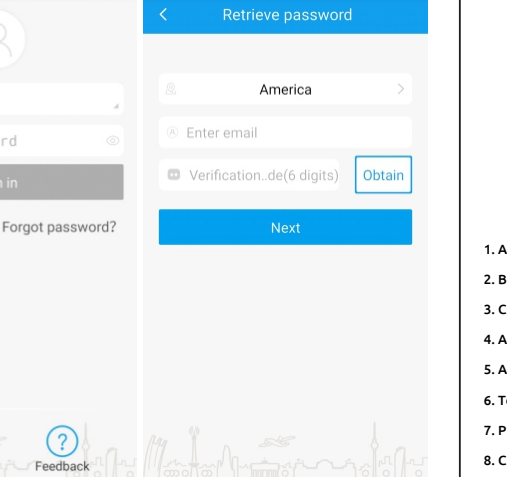 rd
n in
Forgot password?
Feedback
Retrieve password
America
Enter email
Verification..de(6 digits)
Obtain
Next
1. A
2. B
3. C
4. A
5. A
6. T
7. P
8. C